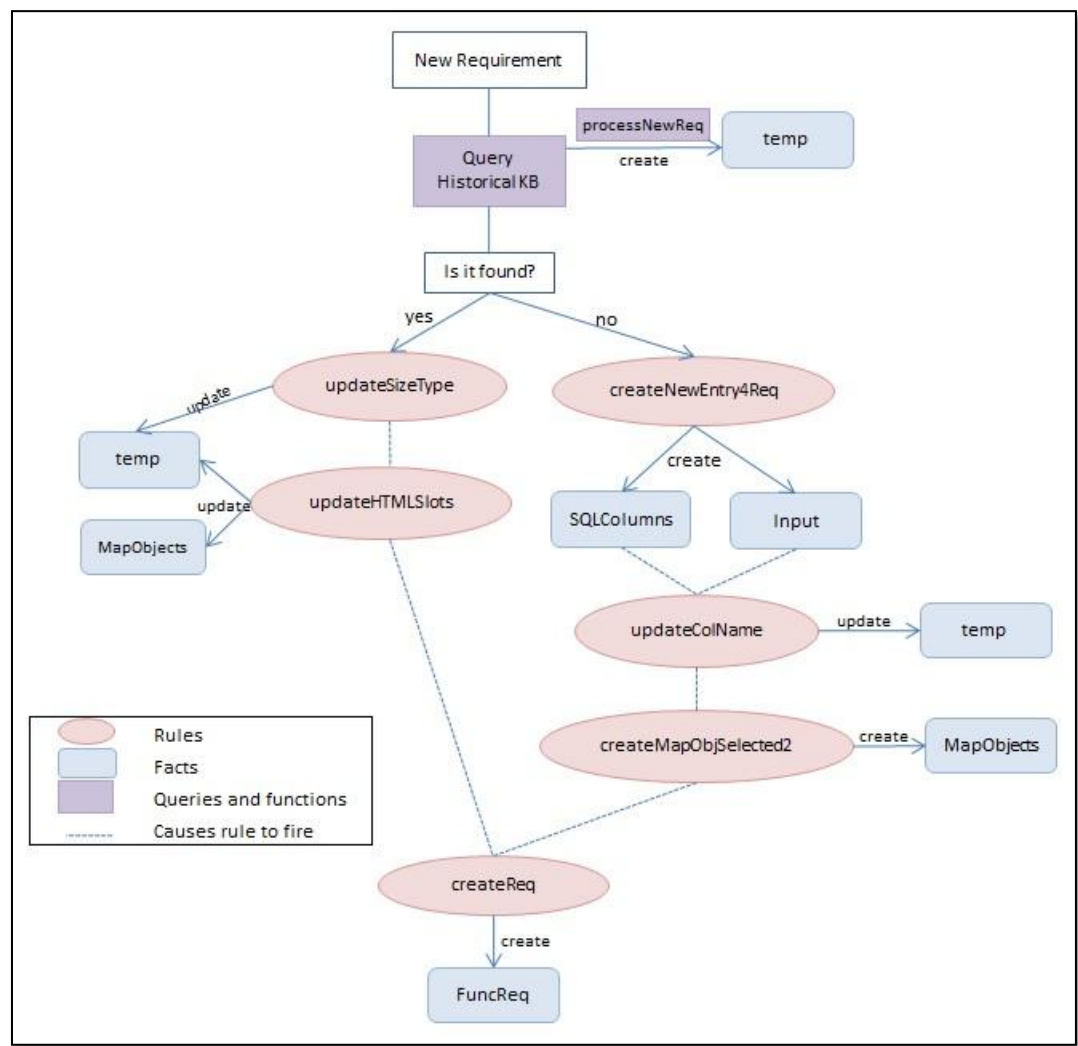 New Requirement
processNewReq
Query
HistoricalKB
create
temp
Is it found?
yes
no
updateSizeType
createNewEntry4Req
update
temp
create
updateHTMLSlots
update
SQLColumns
Input
MapObjects
updateColName
update
temp
createMapObjSelected2
create
MapObjects
Rules
Facts
Queries and functions
Causes rule to fire
createReq
create
FuncReq